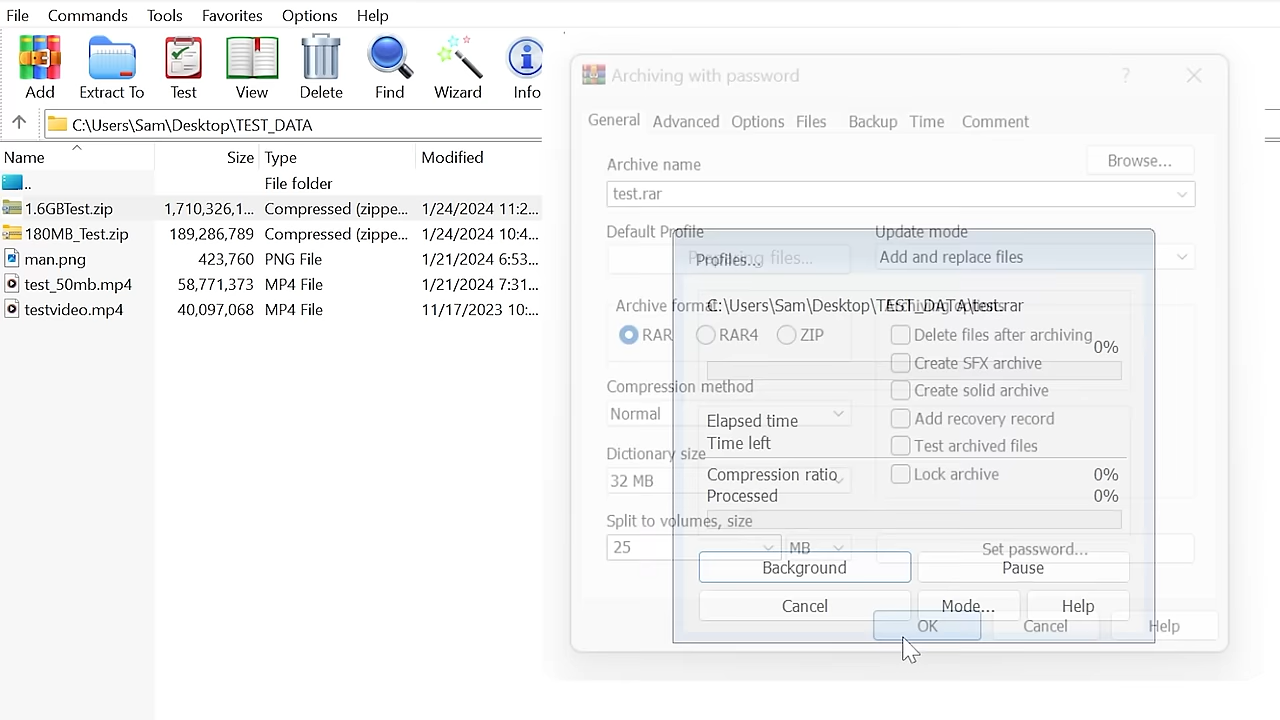 File Commands Tools Favorites Options Help
Add Extract To Test View Delete Find Wizard Info
C:\Users\Sam\Desktop\TEST_DATA
Name Size Type Modified
.. File folder
1.6GBTest.zip 1,710,326,1... Compressed (zippe... 1/24/2024 11:2...
180MB_Test.zip 189,286,789 Compressed (zippe... 1/24/2024 10:4...
man.png 423,760 PNG File 1/21/2024 6:53...
test_50mb.mp4 58,771,373 MP4 File 1/21/2024 7:31...
testvideo.mp4 40,097,068 MP4 File 11/17/2023 10:...
Archiving with password ?
General Advanced Options Files Backup Time Comment
Archive name
Browse...
test.rar
Default Profile
Profiles...
Update mode
Add and replace files
Archive format
RAR RAR4 ZIP
Compression method
Normal
Dictionary size
32 MB
Split to volumes, size
25 MB
Delete files after archiving
Create SFX archive
Create solid archive
Add recovery record
Test archived files
Lock archive
Set password...
OK Cancel Help
files...
C:\Users\Sam\Desktop\TEST_DATA\test.rar
0%
Elapsed time
Time left
Compression ratio 0%
Processed 0%
Background Pause
Cancel Mode... Help